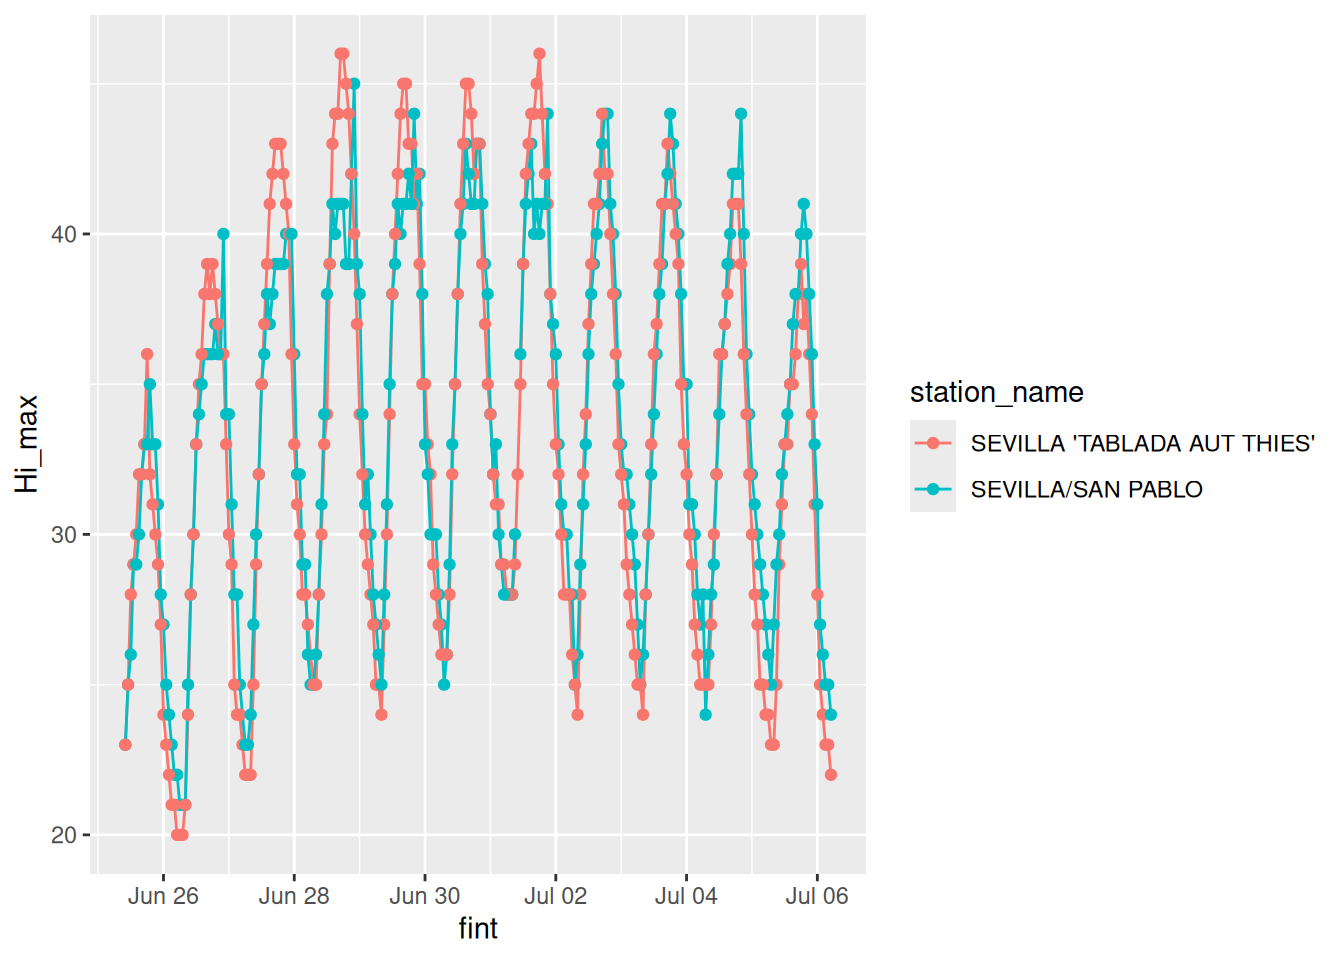 Hi_max
40
30
20
Jun 26
Jun 28
Jun 30
Jul 02
Jul 04
Jul 06
fint
station_name
SEVILLA 'TABLADA AUT THIES'
SEVILLA/SAN PABLO